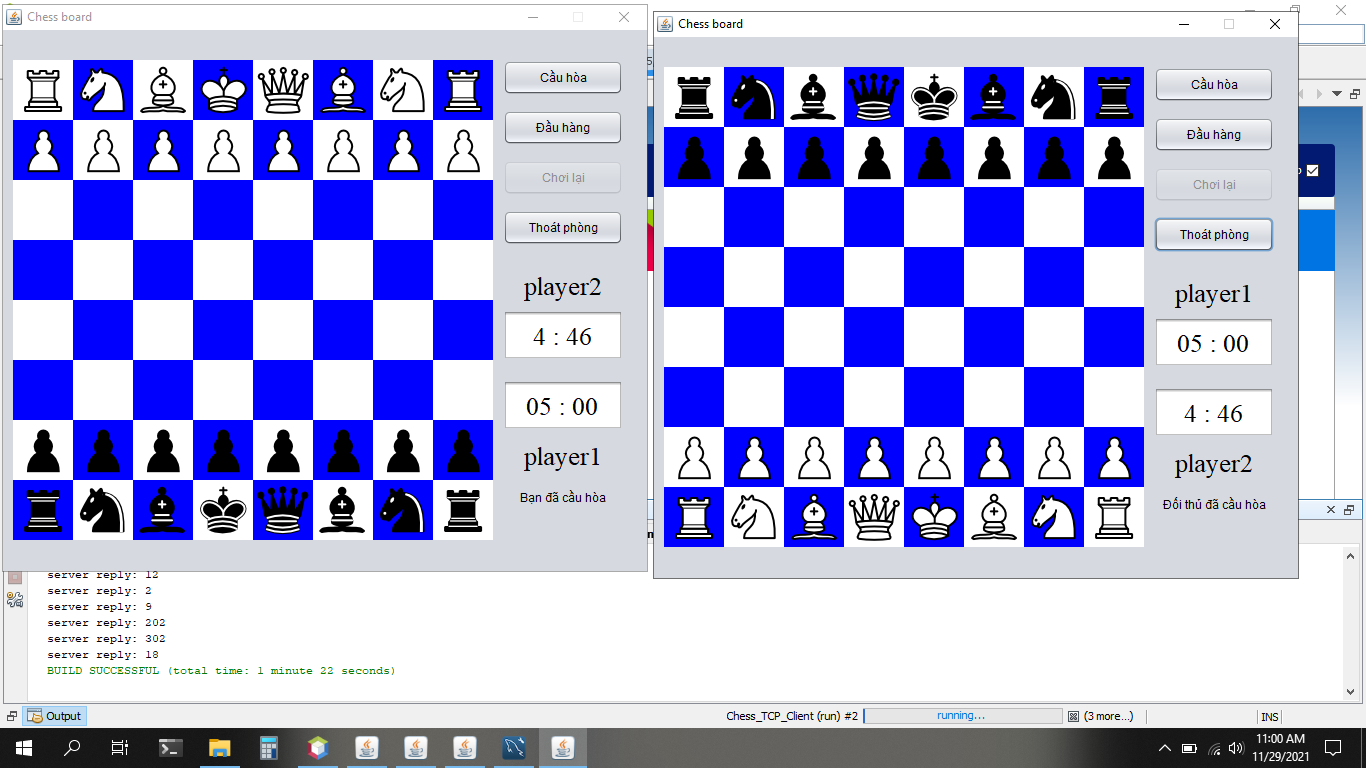 Chess board
Cầu hòa
Đầu hàng
Chơi lại
Thoát phòng
player2
4 : 46
05 : 00
player1
Bạn đã cầu hòa
Chess board
Cầu hòa
Đầu hàng
Chơi lại
Thoát phòng
player1
05 : 00
4 : 46
player2
Đối thủ đã cầu hòa
server reply: 12
server reply: 2
server reply: 9
server reply: 202
server reply: 302
server reply: 18
BUILD SUCCESSFUL (total time: 1 minute 22 seconds)
Output
Chess_TCP_Client (run) #2
running...
(3 more...)
INS
11:00 AM
11/29/2021